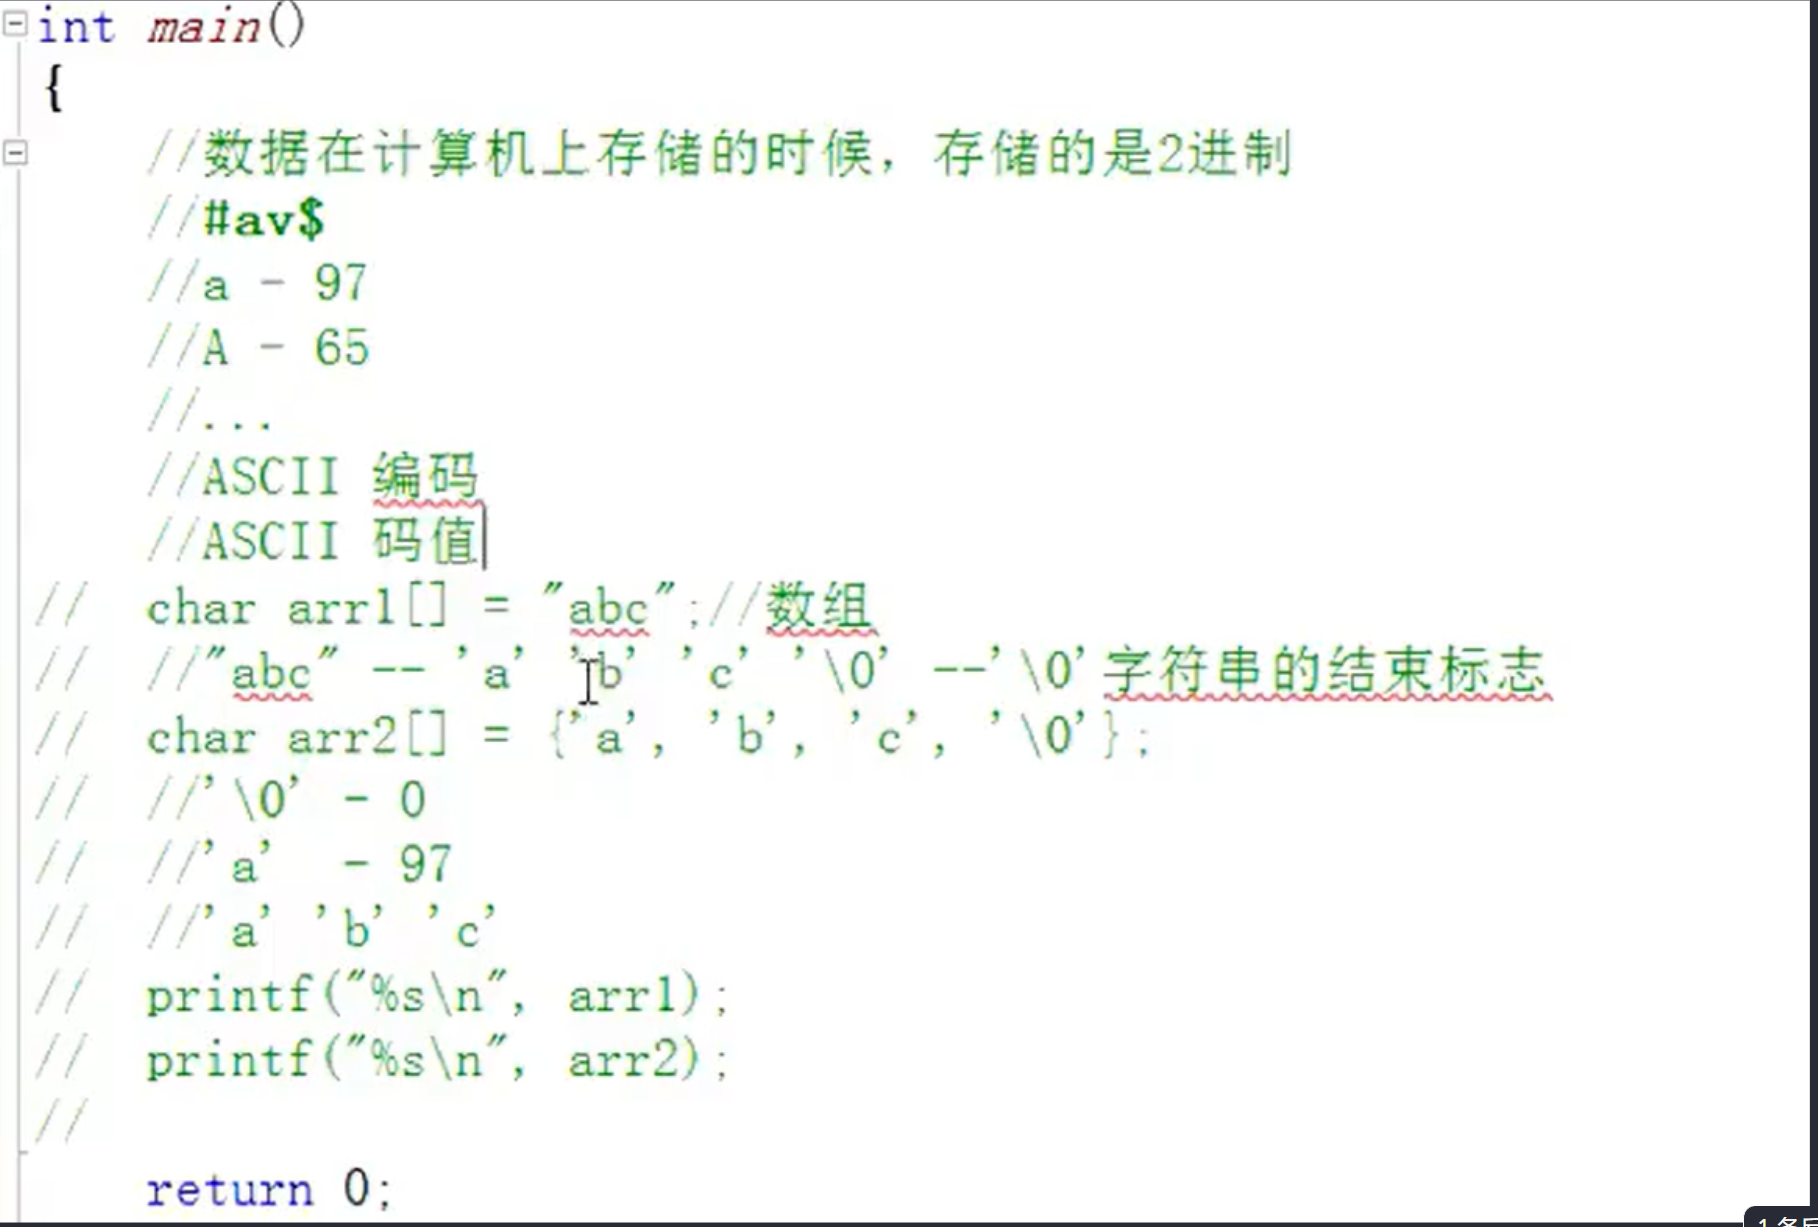 int main()
{
//数据在计算机上存储的时候，存储的是2进制
//#av$
//a - 97
//A - 65
//...
//ASCII 编码
//ASCII 码值
// char arr1[] = "abc";//数组
// //"abc" -- 'a' 'b' 'c' '\0' --'\0'字符串的结束标志
// char arr2[] = {'a', 'b', 'c', '\0'};
// //'\0' - 0
// //'a' - 97
// //'a' 'b' 'c'
// printf("%s\n", arr1);
// printf("%s\n", arr2);
//
return 0;